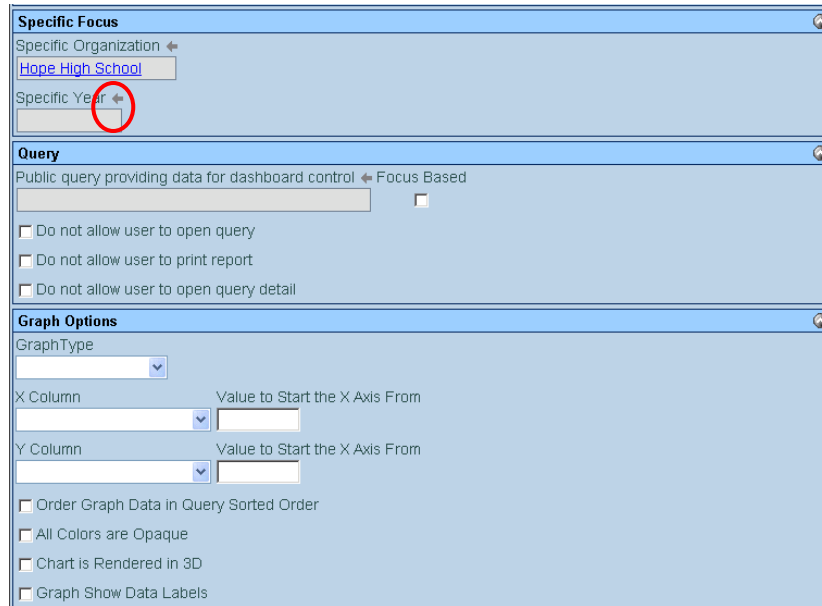 Specific Focus
Specific Organization
Hope High School
Specific Year
Query
Public query providing data for dashboard control Focus Based
Do not allow user to open query
Do not allow user to print report
Do not allow user to open query detail
Graph Options
GraphType
X Column Value to Start the X Axis From
Y Column Value to Start the X Axis From
Order Graph Data in Query Sorted Order
All Colors are Opaque
Chart is Rendered in 3D
Graph Show Data Labels